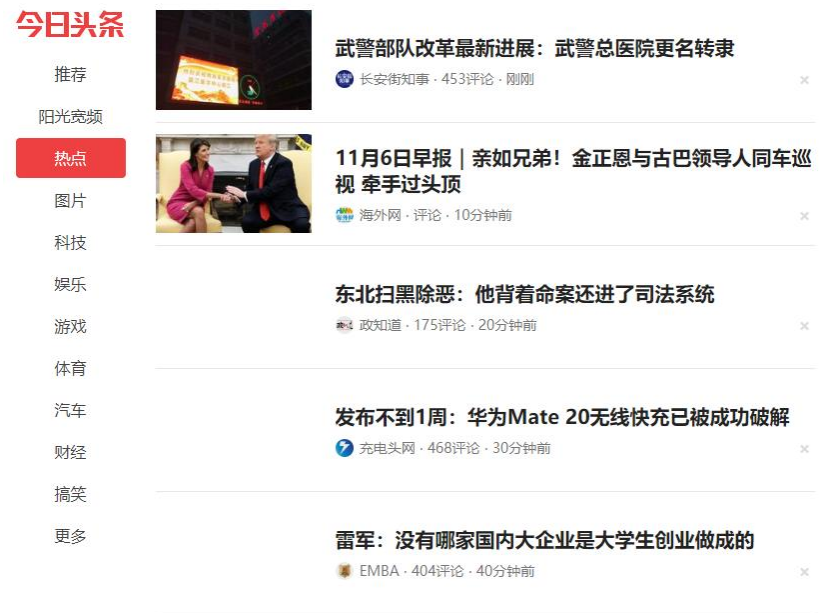 今日头条
推荐
阳光宽频
热点
图片
科技
娱乐
游戏
体育
汽车
财经
搞笑
更多
武警部队改革最新进展：武警总医院更名转隶
长安街知事 · 453评论 · 刚刚
11月6日早报｜亲如兄弟！金正恩与古巴领导人同车巡
视 牵手过头顶
海外网 · 评论 · 10分钟前
东北扫黑除恶：他背着命案还进了司法系统
政知道 · 175评论 · 20分钟前
发布不到1周：华为Mate 20无线快充已被成功破解
充电头网 · 468评论 · 30分钟前
雷军：没有哪家国内大企业是大学生创业做成的
EMBA · 404评论 · 40分钟前